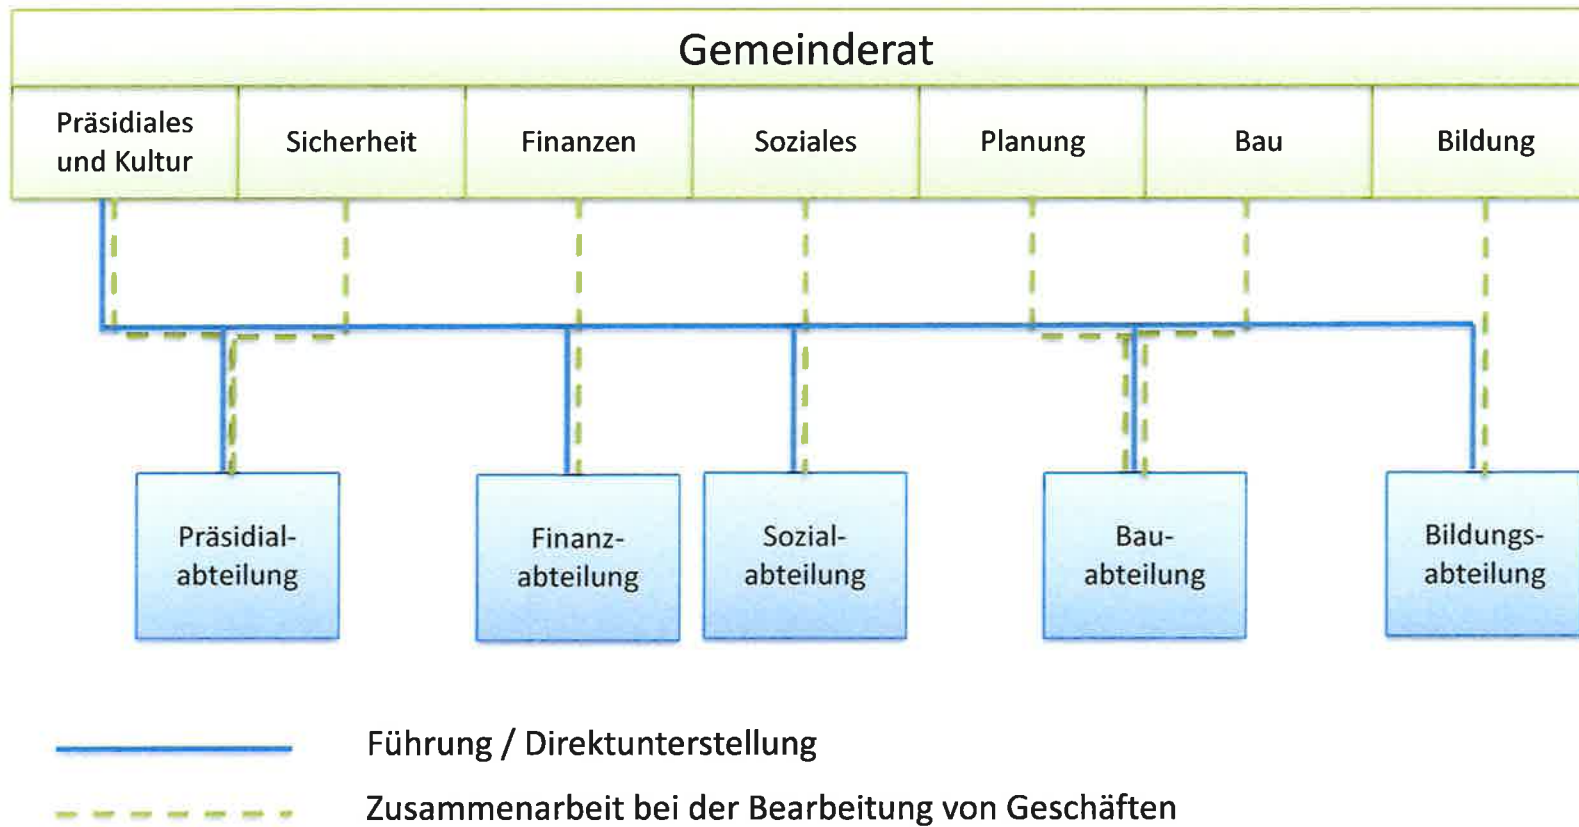 Gemeinderat
Präsidiales
und Kultur
Sicherheit
Finanzen
Soziales
Planung
Bau
Bildung
Präsidial-
abteilung
Finanz-
abteilung
Sozial-
abteilung
Bau-
abteilung
Bildungs-
abteilung
Führung / Direktunterstellung
Zusammenarbeit bei der Bearbeitung von Geschäften